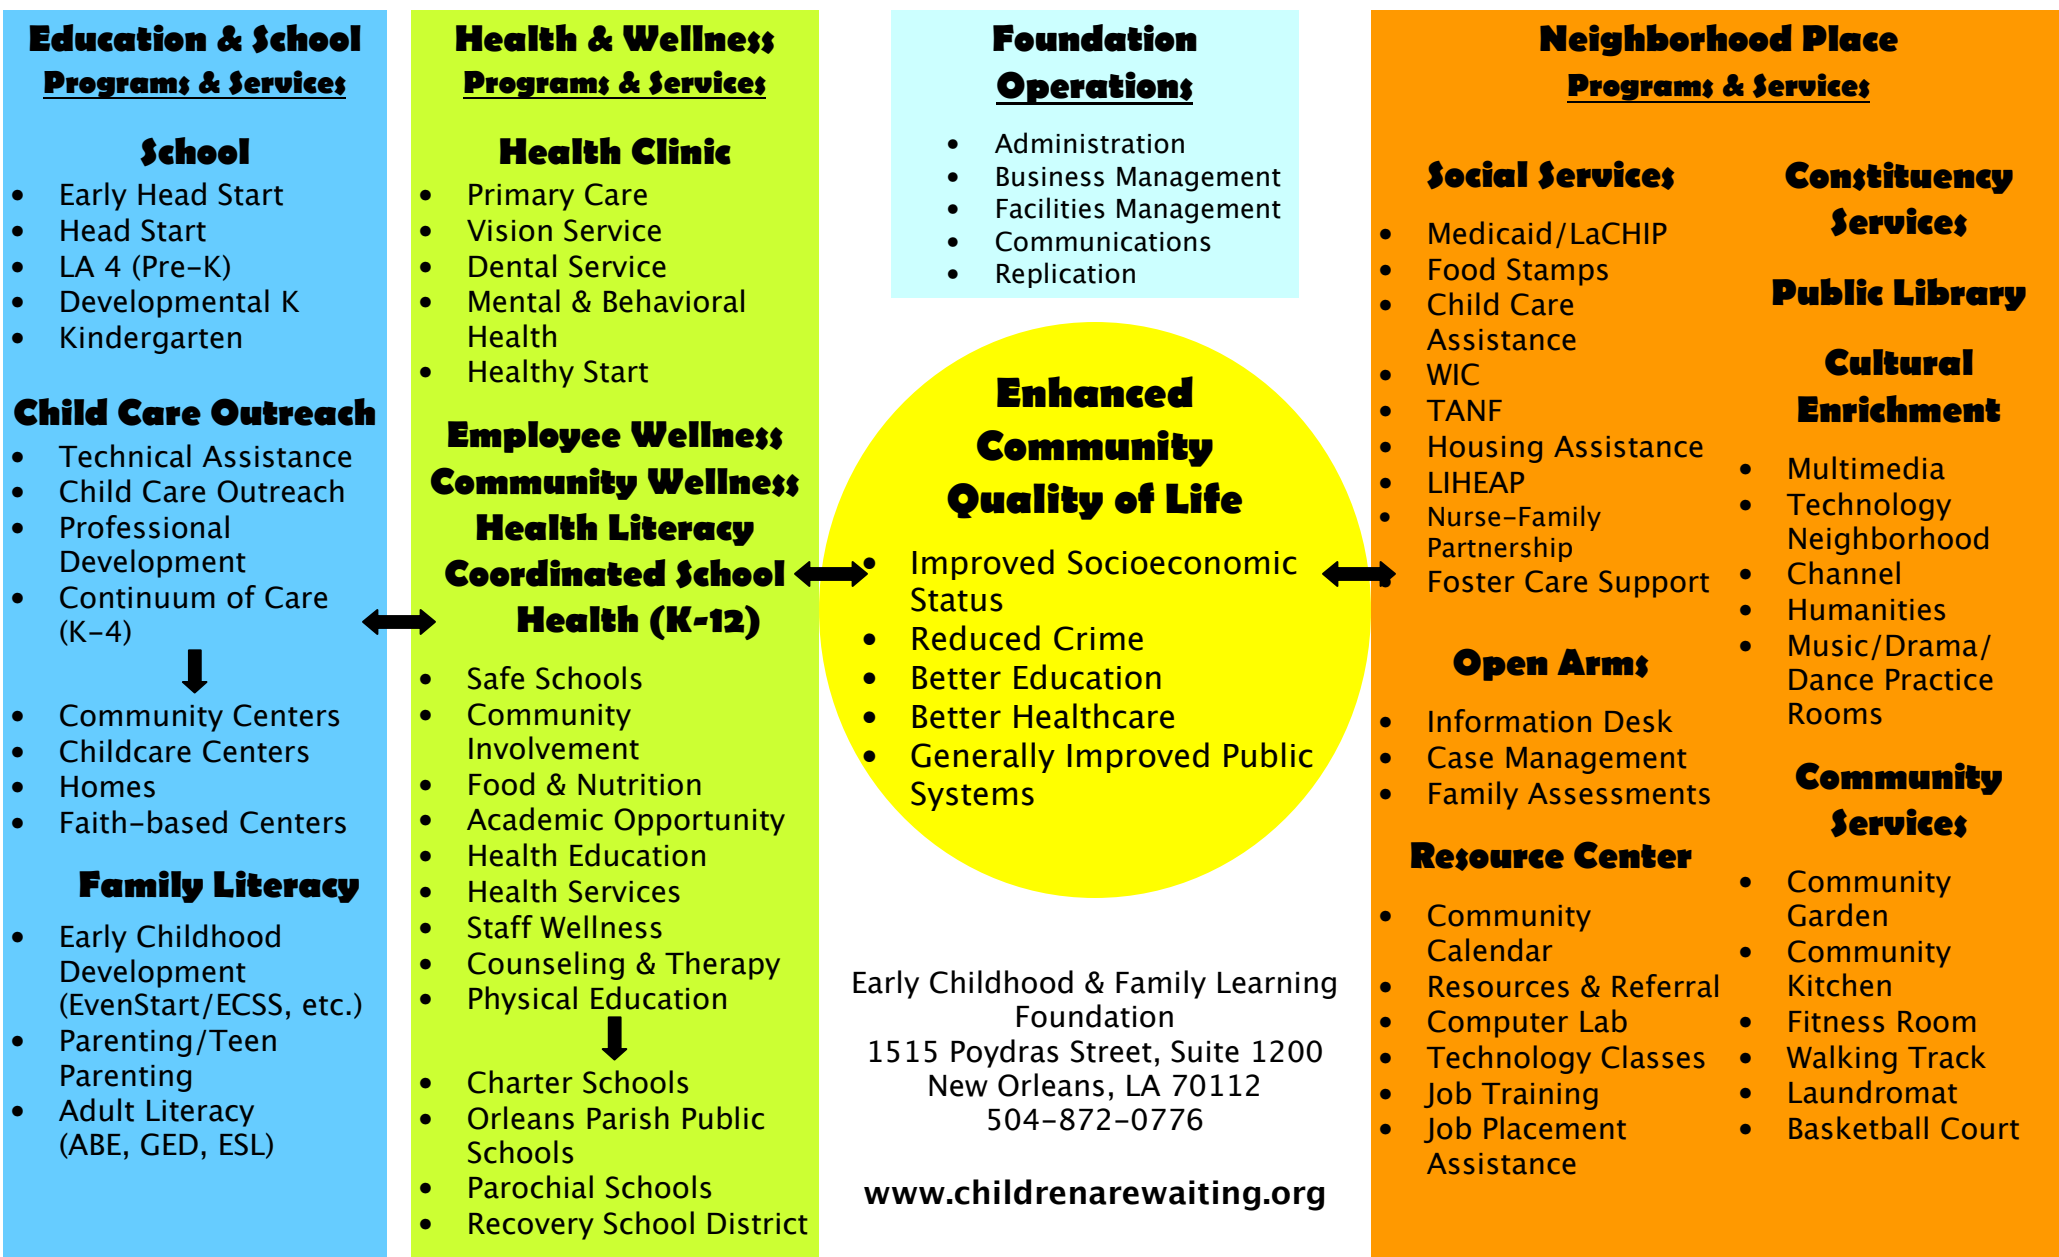 Education & School
Programs & Services
School
• Early Head Start
• Head Start
• LA 4 (Pre-K)
• Developmental K
• Kindergarten
Child Care Outreach
• Technical Assistance
• Child Care Outreach
• Professional
Development
• Continuum of Care
(K-4)
• Community Centers
• Childcare Centers
• Homes
• Faith-based Centers
Family Literacy
• Early Childhood
Development
(EvenStart/ECSS, etc.)
• Parenting/Teen
Parenting
• Adult Literacy
(ABE, GED, ESL)
Health & Wellness
Programs & Services
Health Clinic
• Primary Care
• Vision Service
• Dental Service
• Mental & Behavioral
Health
• Healthy Start
Employee Wellness
Community Wellness
Health Literacy
Coordinated School
Health (K-12)
• Safe Schools
• Community
Involvement
• Food & Nutrition
• Academic Opportunity
• Health Education
• Health Services
• Staff Wellness
• Counseling & Therapy
• Physical Education
• Charter Schools
• Orleans Parish Public
Schools
• Parochial Schools
• Recovery School District
Foundation
Operations
• Administration
• Business Management
• Facilities Management
• Communications
• Replication
Enhanced
Community
Quality of Life
• Improved Socioeconomic
Status
• Reduced Crime
• Better Education
• Better Healthcare
• Generally Improved Public
Systems
Early Childhood & Family Learning
Foundation
1515 Poydras Street, Suite 1200
New Orleans, LA 70112
504-872-0776
www.childrenarewaiting.org
Neighborhood Place
Programs & Services
Social Services
• Medicaid/LaCHIP
• Food Stamps
• Child Care
Assistance
• WIC
• TANF
• Housing Assistance
• LIHEAP
• Nurse-Family
Partnership
• Foster Care Support
Open Arms
• Information Desk
• Case Management
• Family Assessments
Resource Center
• Community
Calendar
• Resources & Referral
• Computer Lab
• Technology Classes
• Job Training
• Job Placement
Assistance
Constituency
Services
Public Library
Cultural
Enrichment
• Multimedia
• Technology
Neighborhood
• Channel
• Humanities
• Music/Drama/
Dance Practice
Rooms
Community
Services
• Community
Garden
• Community
Kitchen
• Fitness Room
• Walking Track
• Laundromat
• Basketball Court